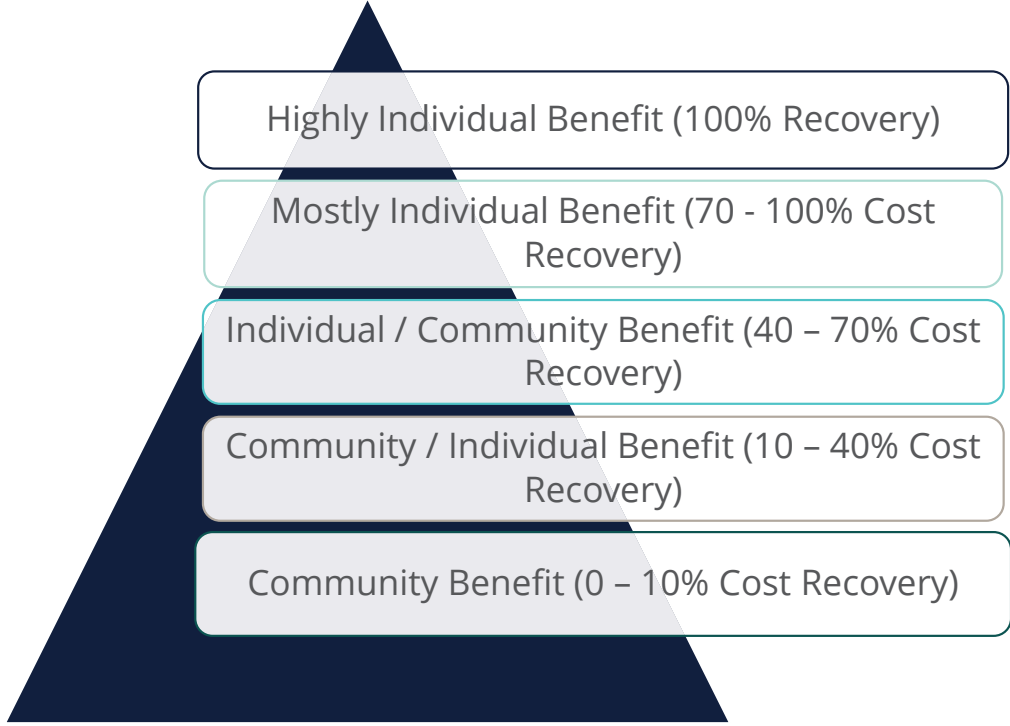 Highly Individual Benefit (100% Recovery)
Mostly Individual Benefit (70 - 100% Cost
Recovery)
Individual / Community Benefit (40 – 70% Cost
Recovery)
Community / Individual Benefit (10 – 40% Cost
Recovery)
Community Benefit (0 – 10% Cost Recovery)